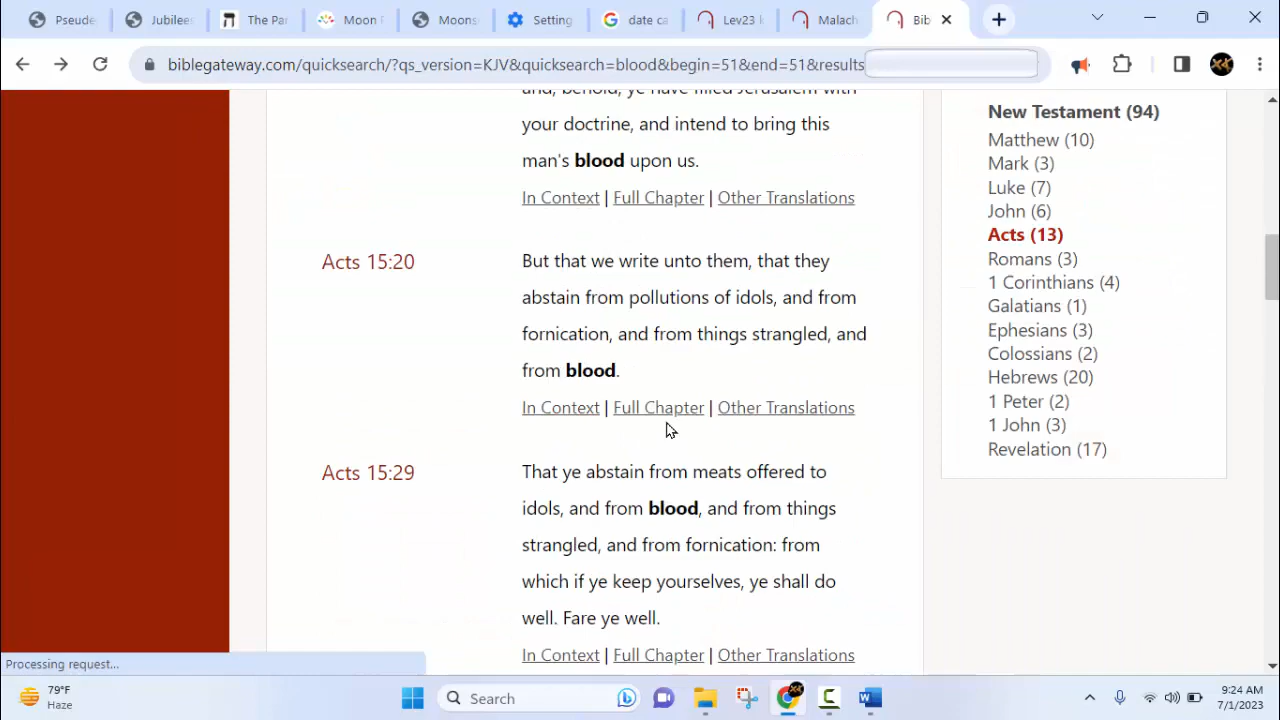 Pseude
Jubilee
The Par
Moon F
Moons
Setting
date ca
Lev23 k
Malach
Bib
biblegateway.com/quicksearch/?qs_version=KJV&quicksearch=blood&begin=51&end=51&results
and, behold, ye have filled Jerusalem with
your doctrine, and intend to bring this
man's blood upon us.
In Context | Full Chapter | Other Translations
Acts 15:20
But that we write unto them, that they
abstain from pollutions of idols, and from
fornication, and from things strangled, and
from blood.
In Context | Full Chapter | Other Translations
Acts 15:29
That ye abstain from meats offered to
idols, and from blood, and from things
strangled, and from fornication: from
which if ye keep yourselves, ye shall do
well. Fare ye well.
In Context | Full Chapter | Other Translations
New Testament (94)
Matthew (10)
Mark (3)
Luke (7)
John (6)
Acts (13)
Romans (3)
1 Corinthians (4)
Galatians (1)
Ephesians (3)
Colossians (2)
Hebrews (20)
1 Peter (2)
1 John (3)
Revelation (17)
Processing request...
79°F
Haze
Search
9:24 AM
7/1/2023